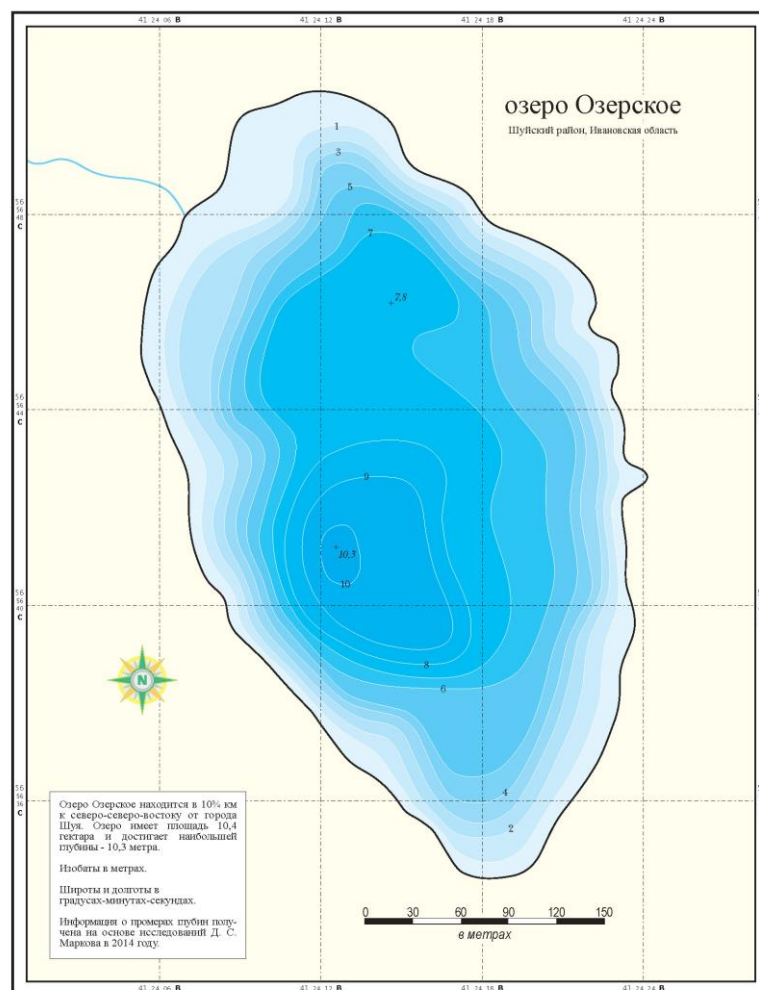 41 24 06 В
41 24 12 В
41 24 18 В
41 24 24 В
озеро Озерское
Шуйский район, Ивановская область
1
3
5
7
7,8
56
56
48
С
56
56
44
С
9
10,3
10
56
56
40
С
8
6
N
4
2
56
56
36
С
Озеро Озерское находится в 10¾ км
к северо-северо-востоку от города
Шуя. Озеро имеет площадь 10,4
гектара и достигает наибольшей
глубины - 10,3 метра.
Изобаты в метрах.
Широты и долготы в
градусах-минутах-секундах.
Информация о промерах глубин полу-
чена на основе исследований Д. С.
Маркова в 2014 году.
0 30 60 90 120 150
в метрах
41 24 06 В
41 24 12 В
41 24 18 В
41 24 24 В